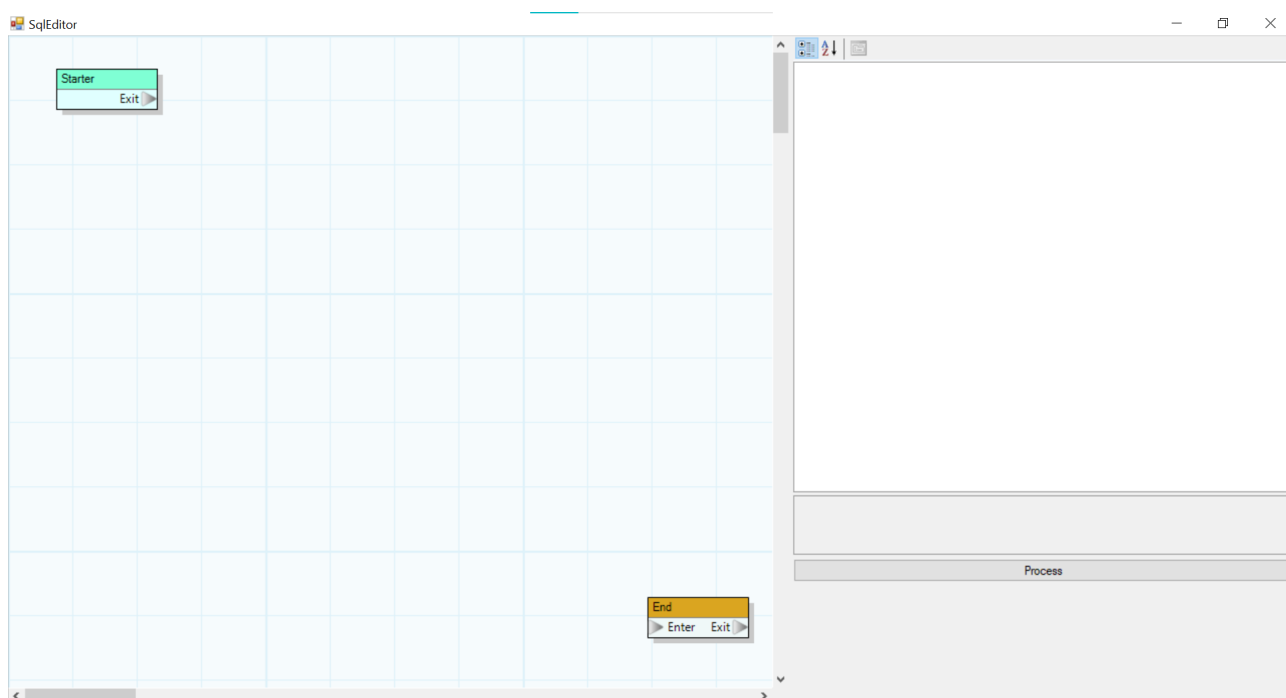 SqlEditor
Starter
Exit
Process
End
Enter Exit